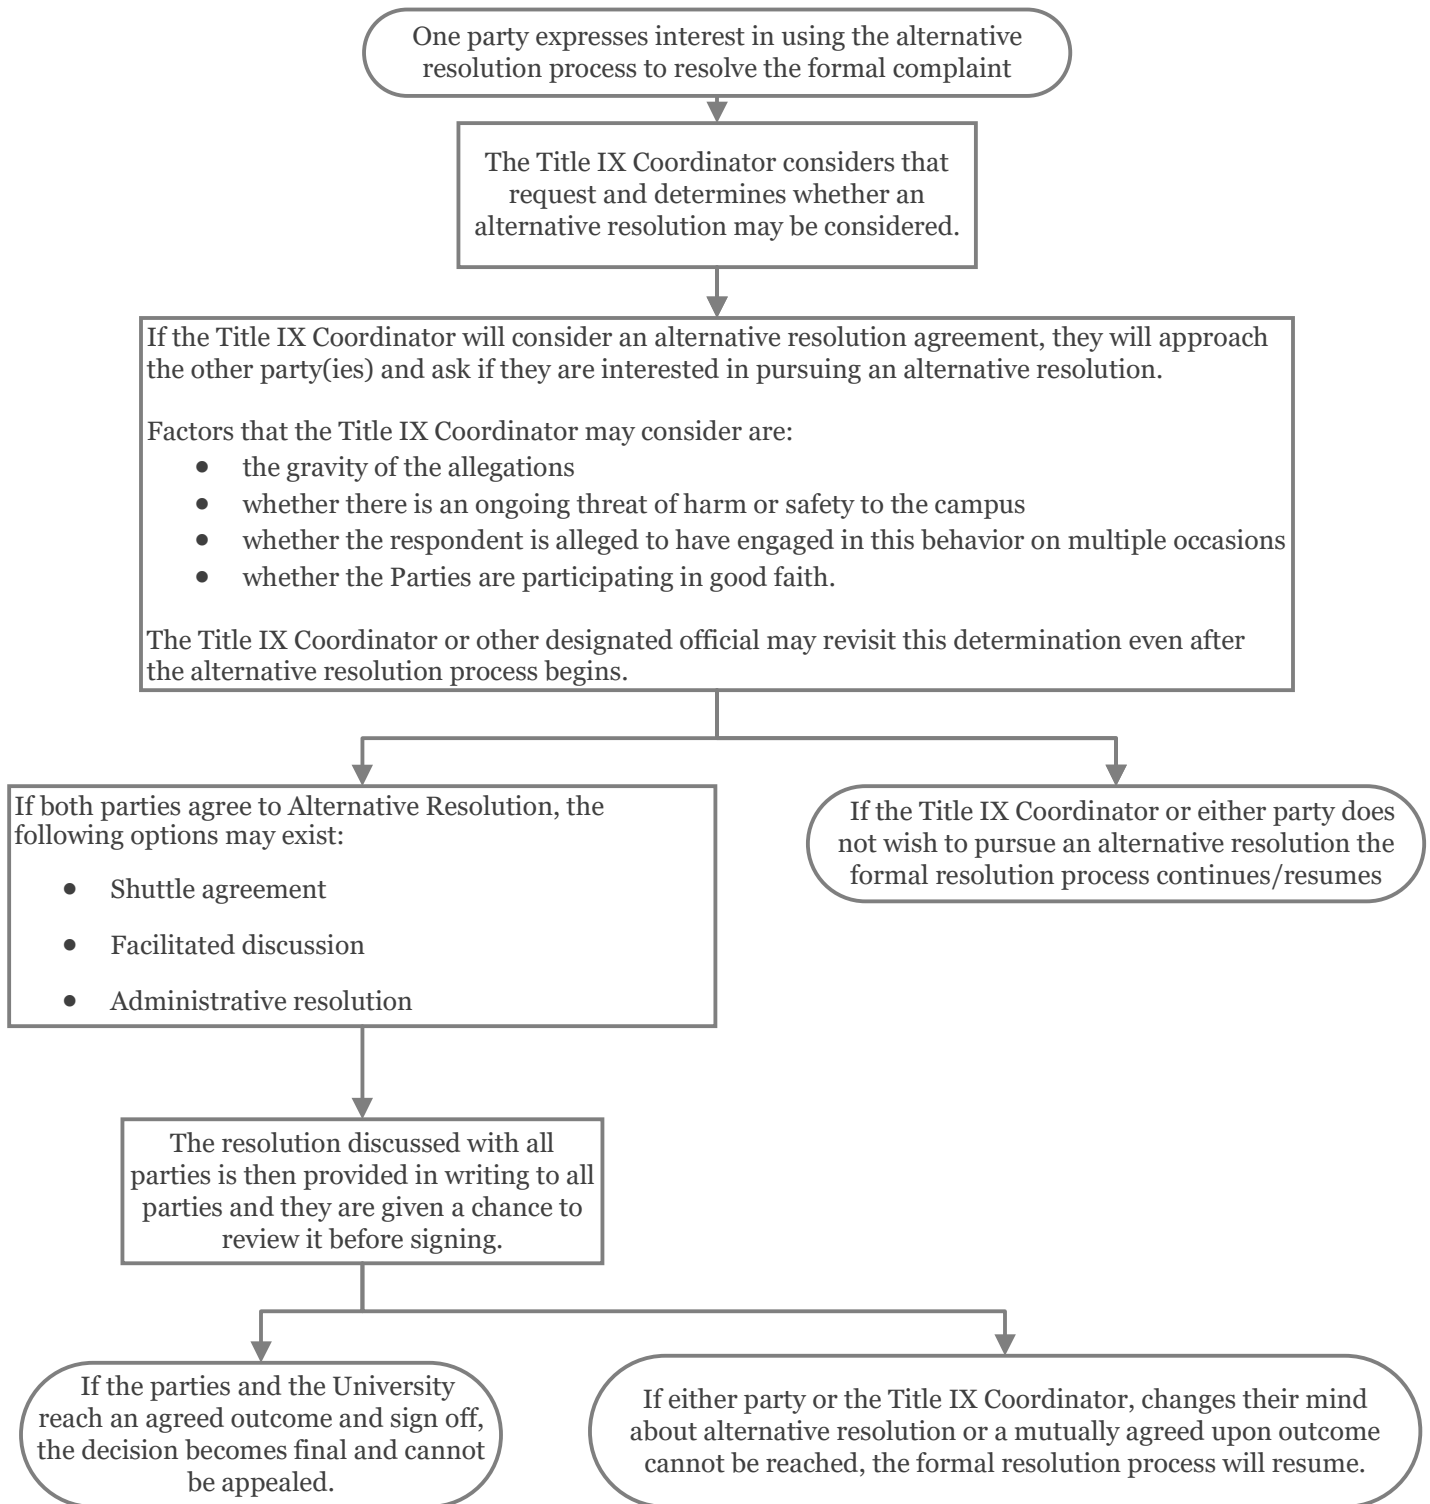 One party expresses interest in using the alternative
resolution process to resolve the formal complaint
The Title IX Coordinator considers that
request and determines whether an
alternative resolution may be considered.
If the Title IX Coordinator will consider an alternative resolution agreement, they will approach
the other party(ies) and ask if they are interested in pursuing an alternative resolution.
Factors that the Title IX Coordinator may consider are:
• the gravity of the allegations
• whether there is an ongoing threat of harm or safety to the campus
• whether the respondent is alleged to have engaged in this behavior on multiple occasions
• whether the Parties are participating in good faith.
The Title IX Coordinator or other designated official may revisit this determination even after
the alternative resolution process begins.
If both parties agree to Alternative Resolution, the
following options may exist:
• Shuttle agreement
• Facilitated discussion
• Administrative resolution
If the Title IX Coordinator or either party does
not wish to pursue an alternative resolution the
formal resolution process continues/resumes
The resolution discussed with all
parties is then provided in writing to all
parties and they are given a chance to
review it before signing.
If the parties and the University
reach an agreed outcome and sign off,
the decision becomes final and cannot
be appealed.
If either party or the Title IX Coordinator, changes their mind
about alternative resolution or a mutually agreed upon outcome
cannot be reached, the formal resolution process will resume.